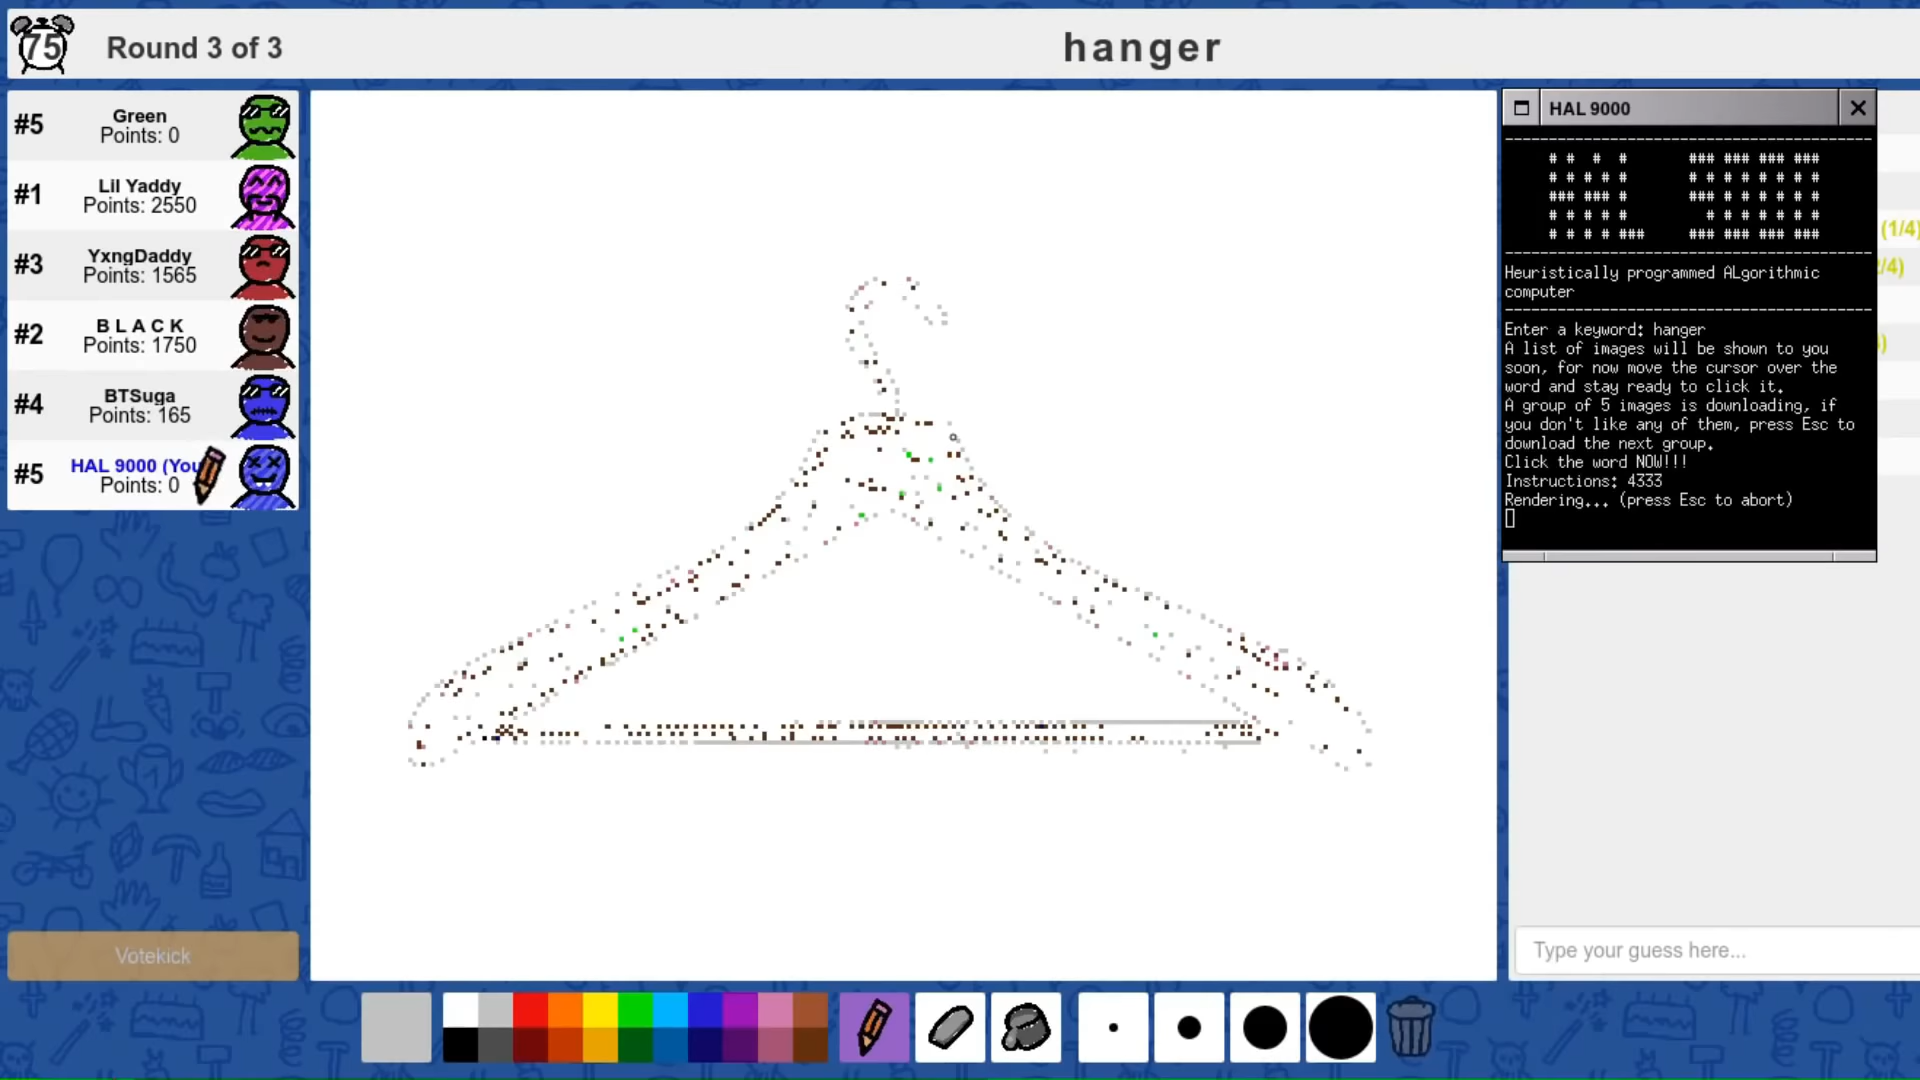 75
Round 3 of 3
hanger
#5
Green
Points: 0
#1
Lil Yaddy
Points: 2550
#3
YxngDaddy
Points: 1565
#2
B L A C K
Points: 1750
#4
BTSuga
Points: 165
#5
HAL 9000 (You
Points: 0
Votekick
HAL 9000
Heuristically programmed ALgorithmic
computer
Enter a keyword: hanger
A list of images will be shown to you
soon, for now move the cursor over the
word and stay ready to click it.
A group of 5 images is downloading, if
you don't like any of them, press Esc to
download the next group.
Click the word NOW!!!
Instructions: 4333
Rendering... (press Esc to abort)
(1/4)
/4)
Type your guess here...